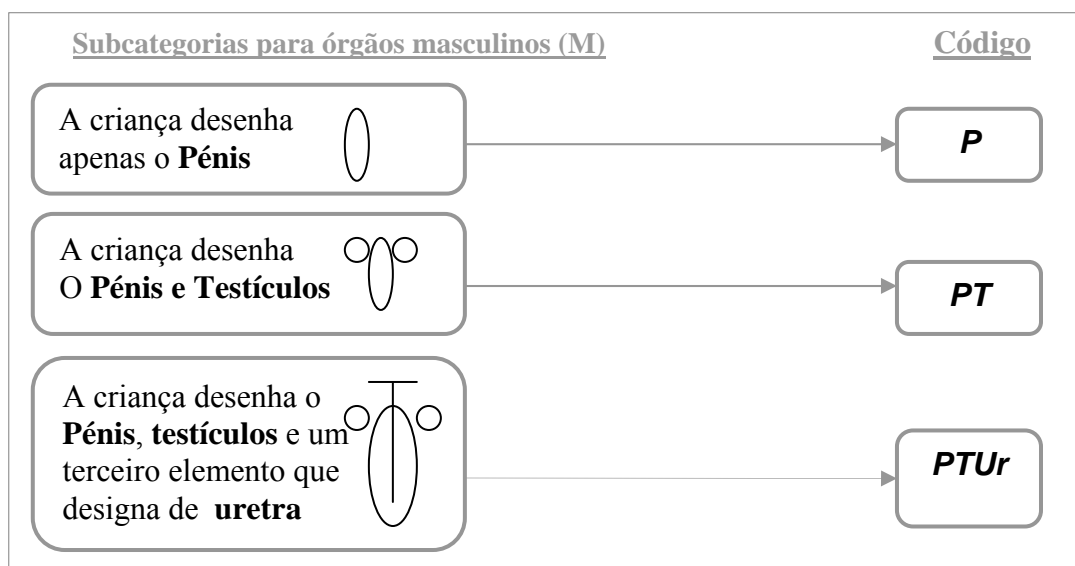 Subcategorias para órgãos masculinos (M) Código
A criança desenha
apenas o Pénis
P
A criança desenha
O Pénis e Testículos
PT
A criança desenha o
Pénis, testículos e um
terceiro elemento que
designa de uretra
PTUr